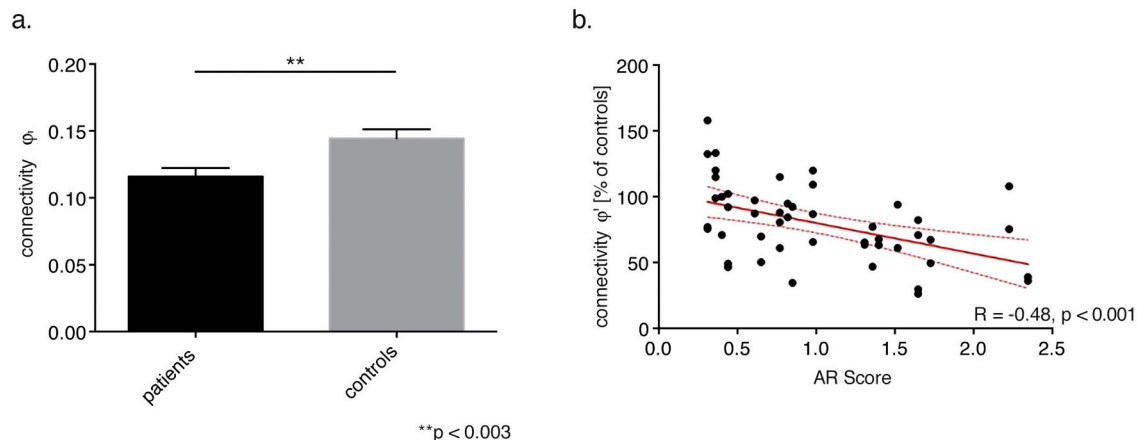 a.
0.20
0.15
0.10
0.05
0.00
connectivity φᵢ
**
patients
controls
**p < 0.003
b.
200
150
100
50
0
connectivity φ' [% of controls]
R = -0.48, p < 0.001
0.0 0.5 1.0 1.5 2.0 2.5
AR Score